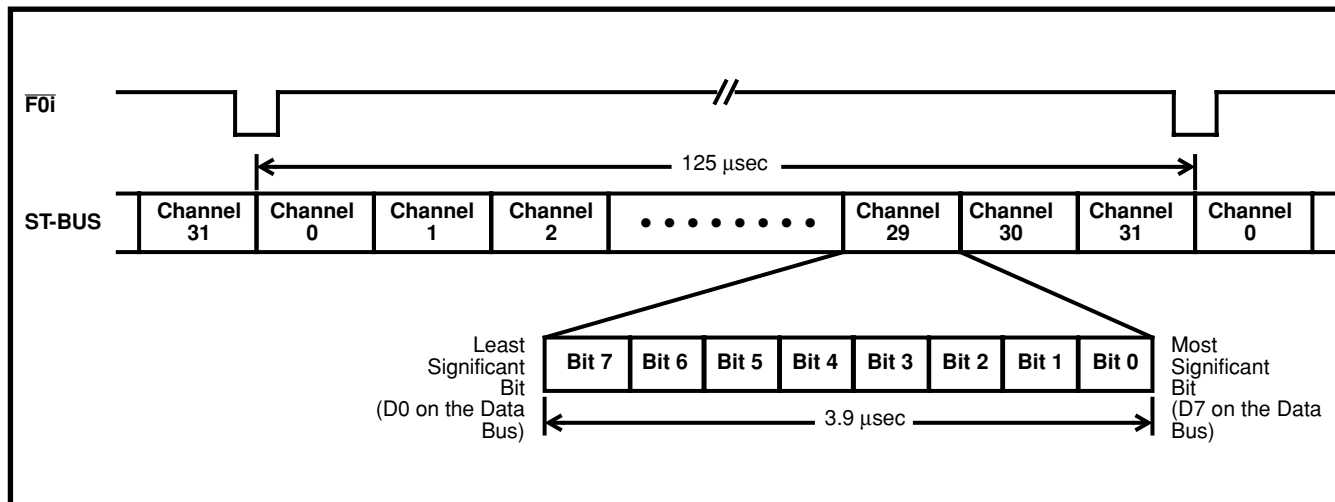 F0i
125 µsec
ST-BUS
Channel 31
Channel 0
Channel 1
Channel 2
Channel 29
Channel 30
Channel 31
Channel 0
Least
Significant
Bit
(D0 on the Data
Bus)
Bit 7
Bit 6
Bit 5
Bit 4
Bit 3
Bit 2
Bit 1
Bit 0
Most
Significant
Bit
(D7 on the Data
Bus)
3.9 µsec